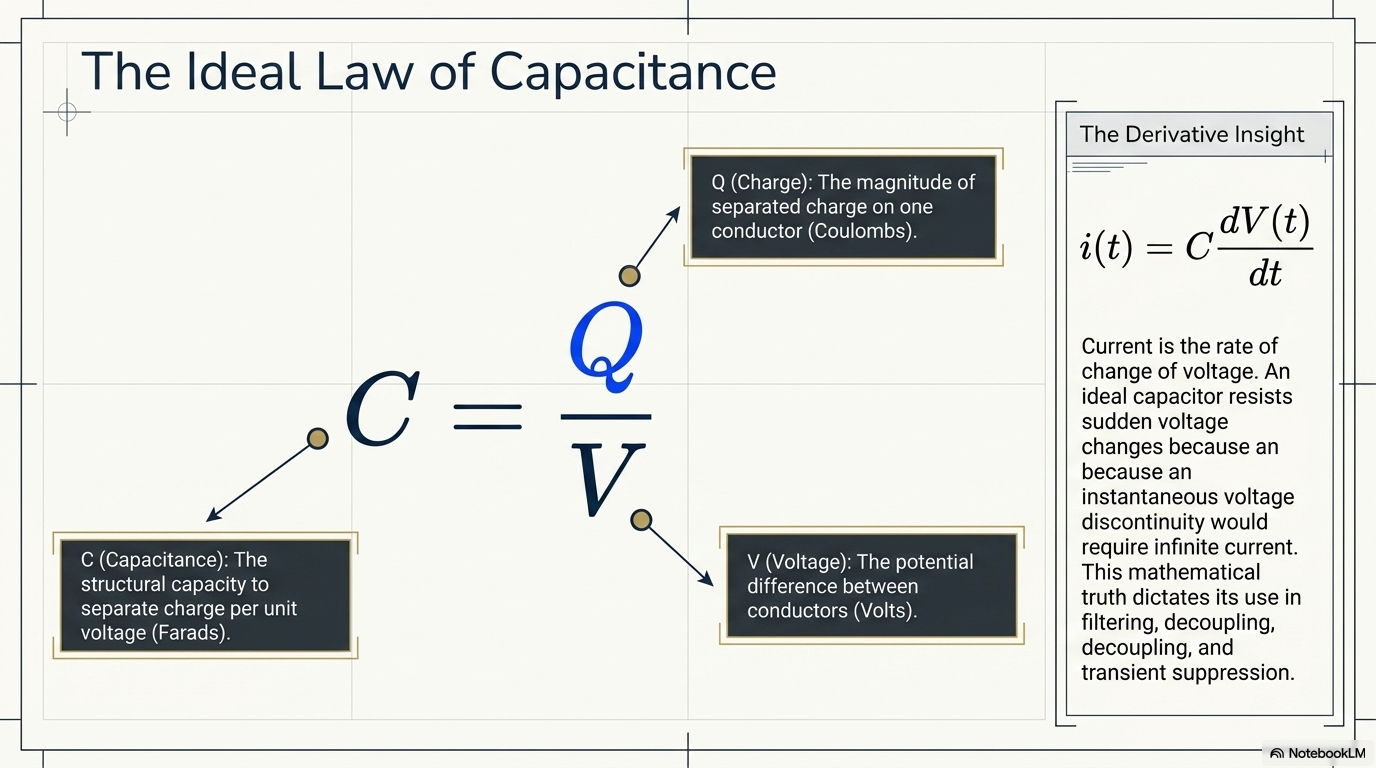 The Ideal Law of Capacitance
Q (Charge): The magnitude of
separated charge on one
conductor (Coulombs).
C = Q
V
C (Capacitance): The
structural capacity to
separate charge per unit
voltage (Farads).
V (Voltage): The potential
difference between
conductors (Volts).
The Derivative Insight
i(t) = C dV(t)
dt
Current is the rate of
change of voltage. An
ideal capacitor resists
sudden voltage
changes because an
because an
instantaneous voltage
discontinuity would
require infinite current.
This mathematical
truth dictates its use in
filtering, decoupling,
decoupling, and
transient suppression.
NotebookLM